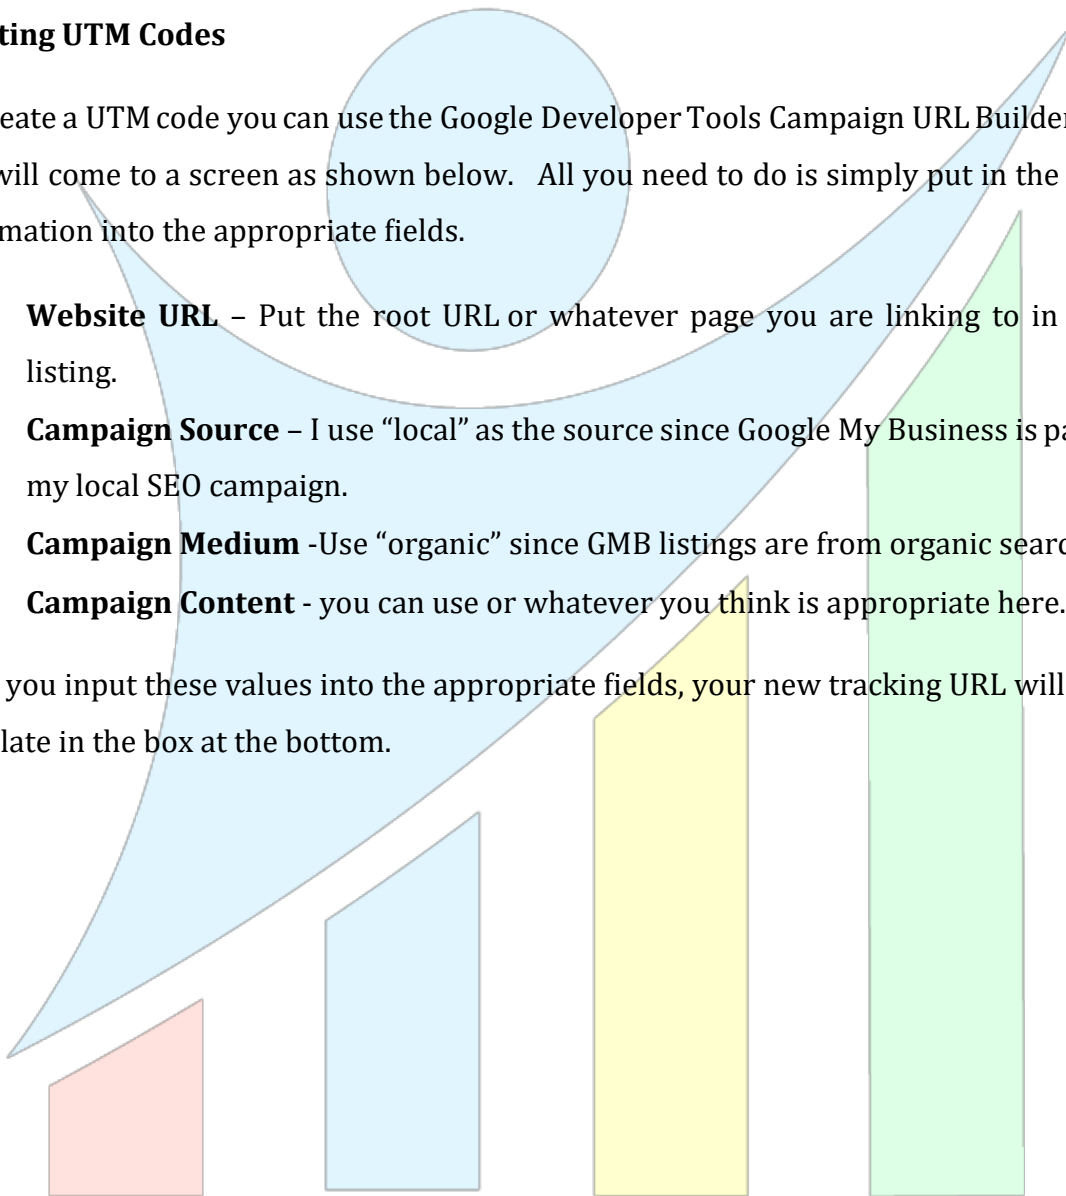 ting UTM Codes
eate a UTM code you can use the Google Developer Tools Campaign URL Builder
will come to a screen as shown below. All you need to do is simply put in the
mation into the appropriate fields.
Website URL – Put the root URL or whatever page you are linking to in
listing.
Campaign Source – I use “local” as the source since Google My Business is pa
my local SEO campaign.
Campaign Medium -Use “organic” since GMB listings are from organic searc
Campaign Content - you can use or whatever you think is appropriate here.
you input these values into the appropriate fields, your new tracking URL will
late in the box at the bottom.